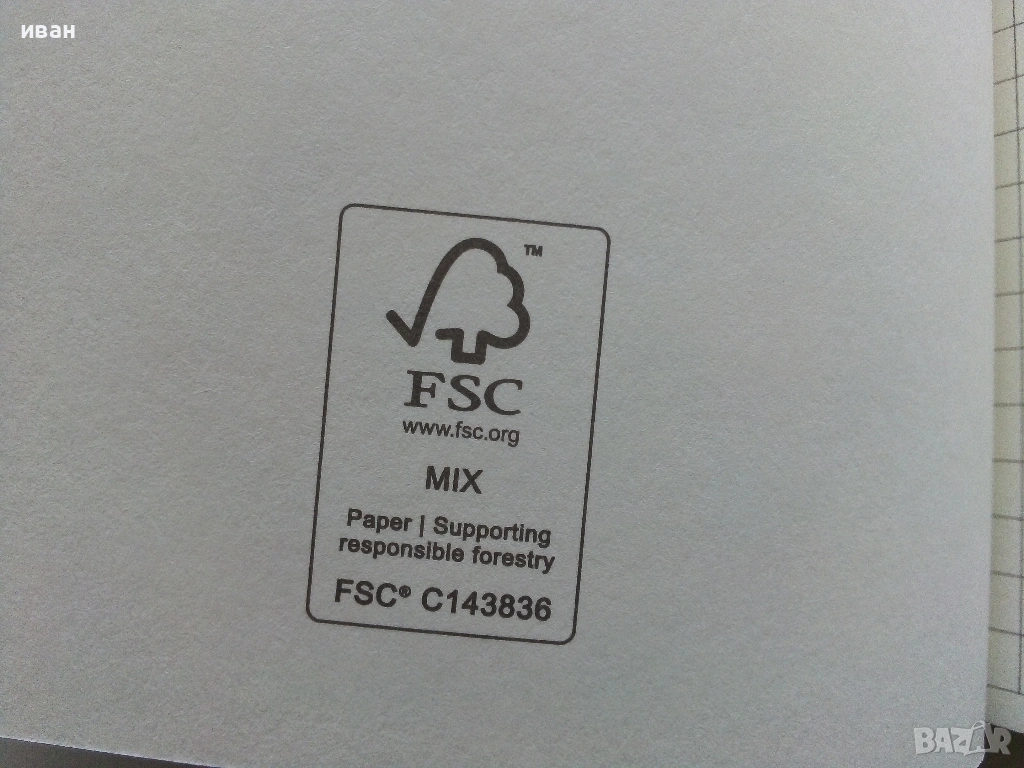 иван
TM
FSC
www.fsc.org
MIX
Paper | Supporting
responsible forestry
FSC® C143836
BAZAR